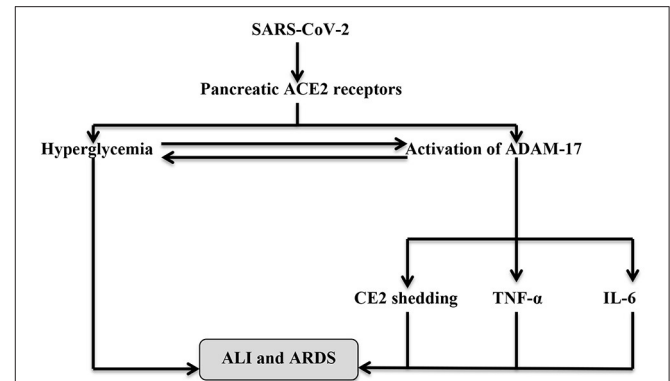 SARS-CoV-2
Pancreatic ACE2 receptors
Hyperglycemia
Activation of ADAM-17
CE2 shedding
TNF-α
IL-6
ALI and ARDS